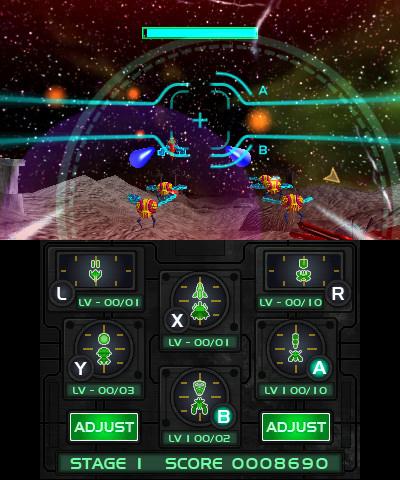 A
B
L
LV - 00/01
R
LV - 00/10
X
LV - 00/01
Y
LV - 00/03
A
LV 1 00/10
B
LV 1 00/02
ADJUST
ADJUST
STAGE 1 SCORE 0008690